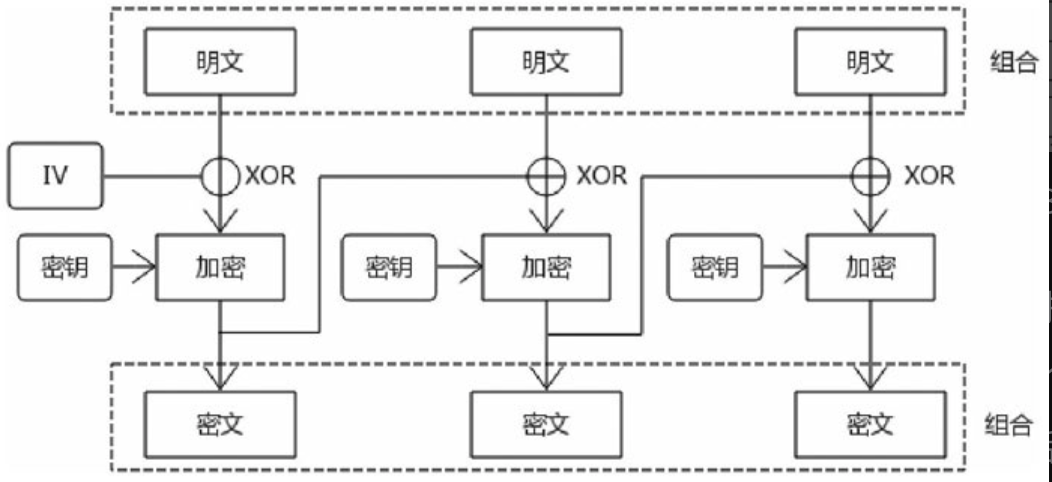 明文 明文 明文 组合
IV XOR XOR XOR
密钥 加密 密钥 加密 密钥 加密
密文 密文 密文 组合